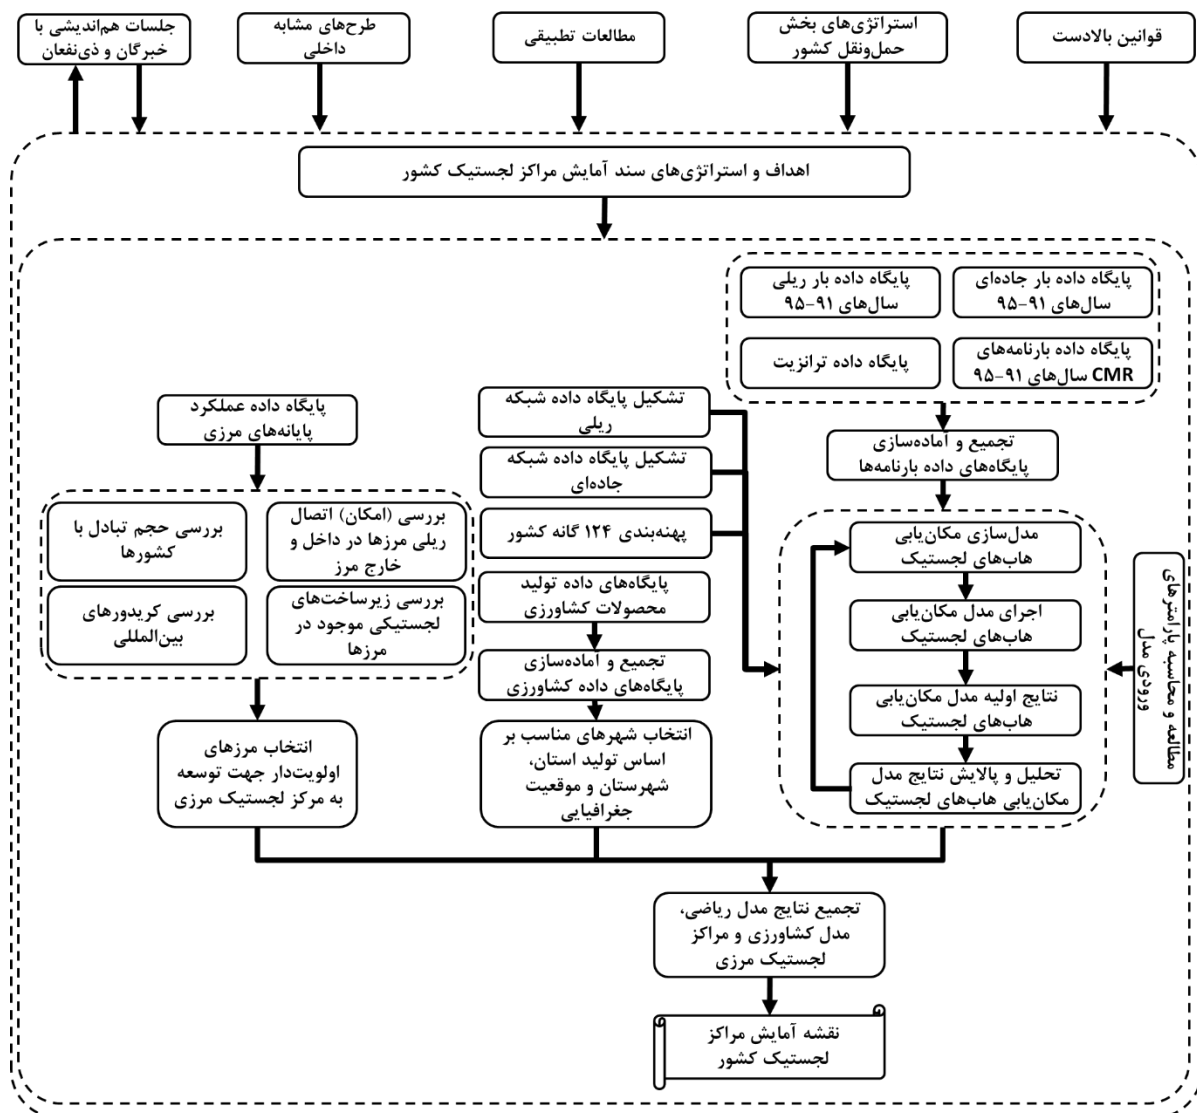 قوانین بالادست
استراتژی‌های بخش
حمل‌ونقل کشور
مطالعات تطبیقی
طرح‌های مشابه
داخلی
جلسات هم‌اندیشی با
خبرگان و ذی‌نفعان
اهداف و استراتژی‌های سند آمایش مراکز لجستیک کشور
پایگاه داده بار جاده‌ای
سال‌های ۹۱-۹۵
پایگاه داده بار ریلی
سال‌های ۹۱-۹۵
پایگاه داده بارنامه‌های
CMR سال‌های ۹۱-۹۵
پایگاه داده ترانزیت
تجمیع و آماده‌سازی
پایگاه‌های داده بارنامه‌ها
مدل‌سازی مکان‌یابی
هاب‌های لجستیک
اجرای مدل مکان‌یابی
هاب‌های لجستیک
نتایج اولیه مدل مکان‌یابی
هاب‌های لجستیک
تحلیل و پالایش نتایج مدل
مکان‌یابی هاب‌های لجستیک
مطالعه و محاسبه پارامترهای
ورودی مدل
تشکیل پایگاه داده شبکه
ریلی
تشکیل پایگاه داده شبکه
جاده‌ای
پهنه‌بندی ۱۲۴ گانه کشور
پایگاه‌های داده تولید
محصولات کشاورزی
تجمیع و آماده‌سازی
پایگاه‌های داده کشاورزی
انتخاب شهرهای مناسب بر
اساس تولید استان،
شهرستان و موقعیت
جغرافیایی
پایگاه داده عملکرد
پایانه‌های مرزی
بررسی (امکان) اتصال
ریلی مرزها در داخل و
خارج مرز
بررسی حجم تبادل با
کشورها
بررسی زیرساخت‌های
لجستیکی موجود در
مرزها
بررسی کریدورهای
بین‌المللی
انتخاب مرزهای
اولویت‌دار جهت توسعه
به مرکز لجستیک مرزی
تجمیع نتایج مدل ریاضی،
مدل کشاورزی و مراکز
لجستیک مرزی
نقشه آمایش مراکز
لجستیک کشور